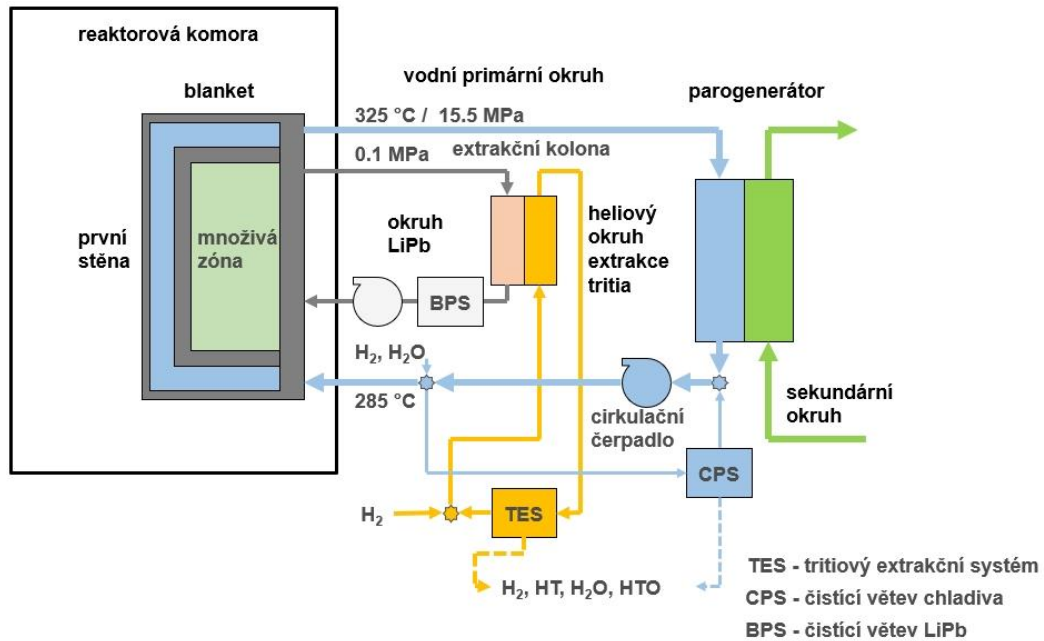 reaktorová komora
vodní primární okruh
blanket
parogenerátor
325 °C / 15.5 MPa
0.1 MPa
extrakční kolona
první
stěna
množivá
zóna
okruh
LiPb
heliový
okruh
extrakce
tritia
BPS
H₂, H₂O
285 °C
cirkulační
čerpadlo
sekundární
okruh
CPS
H₂
TES
H₂, HT, H₂O, HTO
TES - tritiový extrakční systém
CPS - čistící větev chladiva
BPS - čistící větev LiPb